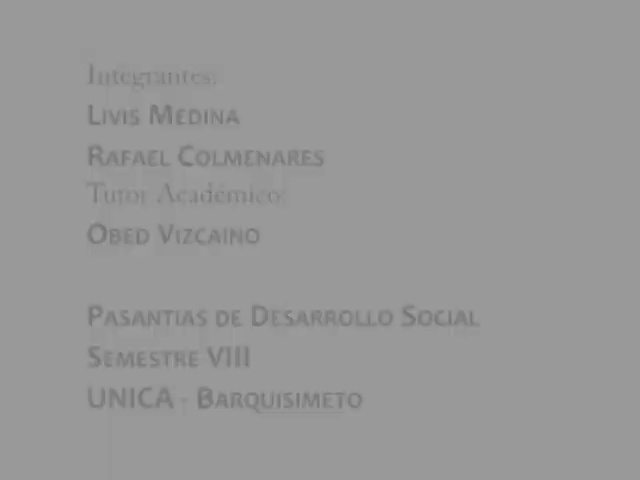 Integrantes:
LIVIS MEDINA
RAFAEL COLMENARES
Tutor Académico:
OBED VIZCAINO
PASANTIAS DE DESARROLLO SOCIAL
SEMESTRE VIII
UNICA - BARQUISIMETO